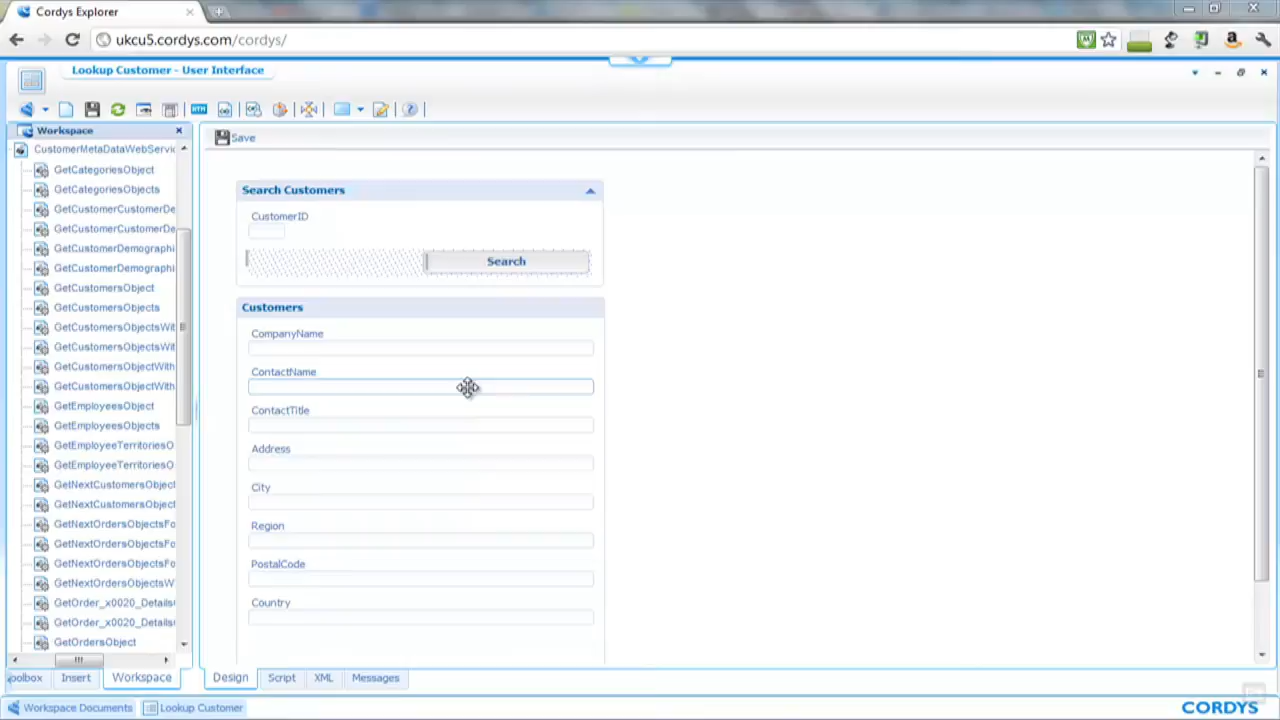 Cordys Explorer
ukcu5.cordys.com/cordys/
Lookup Customer - User Interface
Workspace
Save
CustomerMetaDataWebServic
GetCategoriesObject
GetCategoriesObjects
GetCustomerCustomerDe
GetCustomerCustomerDe
GetCustomerDemographi
GetCustomerDemographi
GetCustomersObject
GetCustomersObjects
GetCustomersObjectsWit
GetCustomersObjectsWit
GetCustomersObjectWith
GetCustomersObjectWith
GetEmployeesObject
GetEmployeesObjects
GetEmployeeTerritoriesO
GetEmployeeTerritoriesO
GetNextCustomersObject
GetNextCustomersObject
GetNextOrdersObjectsFo
GetNextOrdersObjectsFo
GetNextOrdersObjectsFo
GetNextOrdersObjectsW
GetOrder_x0020_Details
GetOrder_x0020_Details
GetOrdersObject
Search Customers
CustomerID
Search
Customers
CompanyName
ContactName
ContactTitle
Address
City
Region
PostalCode
Country
oolbox Insert Workspace
Design Script XML Messages
Workspace Documents Lookup Customer
CORDYS